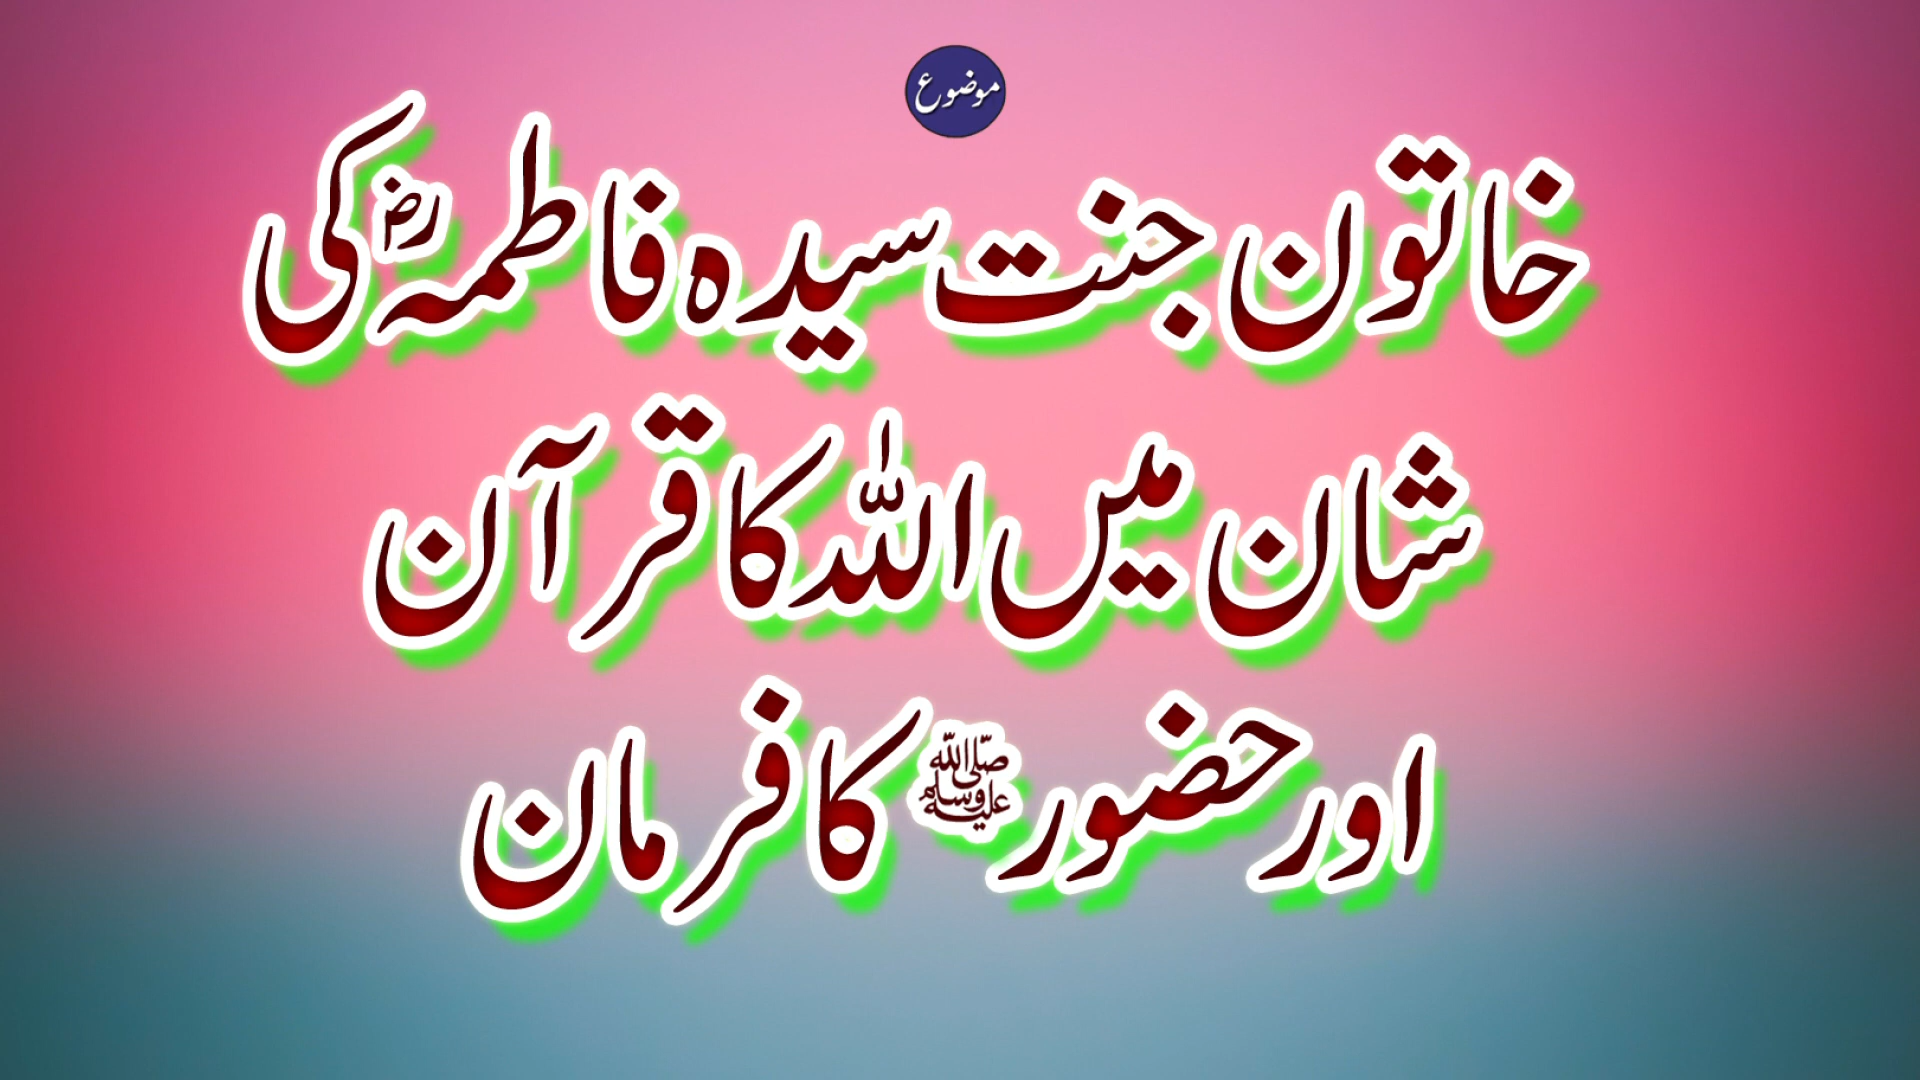 موضوع
خاتون جنت سیدہ فاطمہؓ کی
شان میں اللہ کا قرآن
اور حضور ﷺ کا فرمان